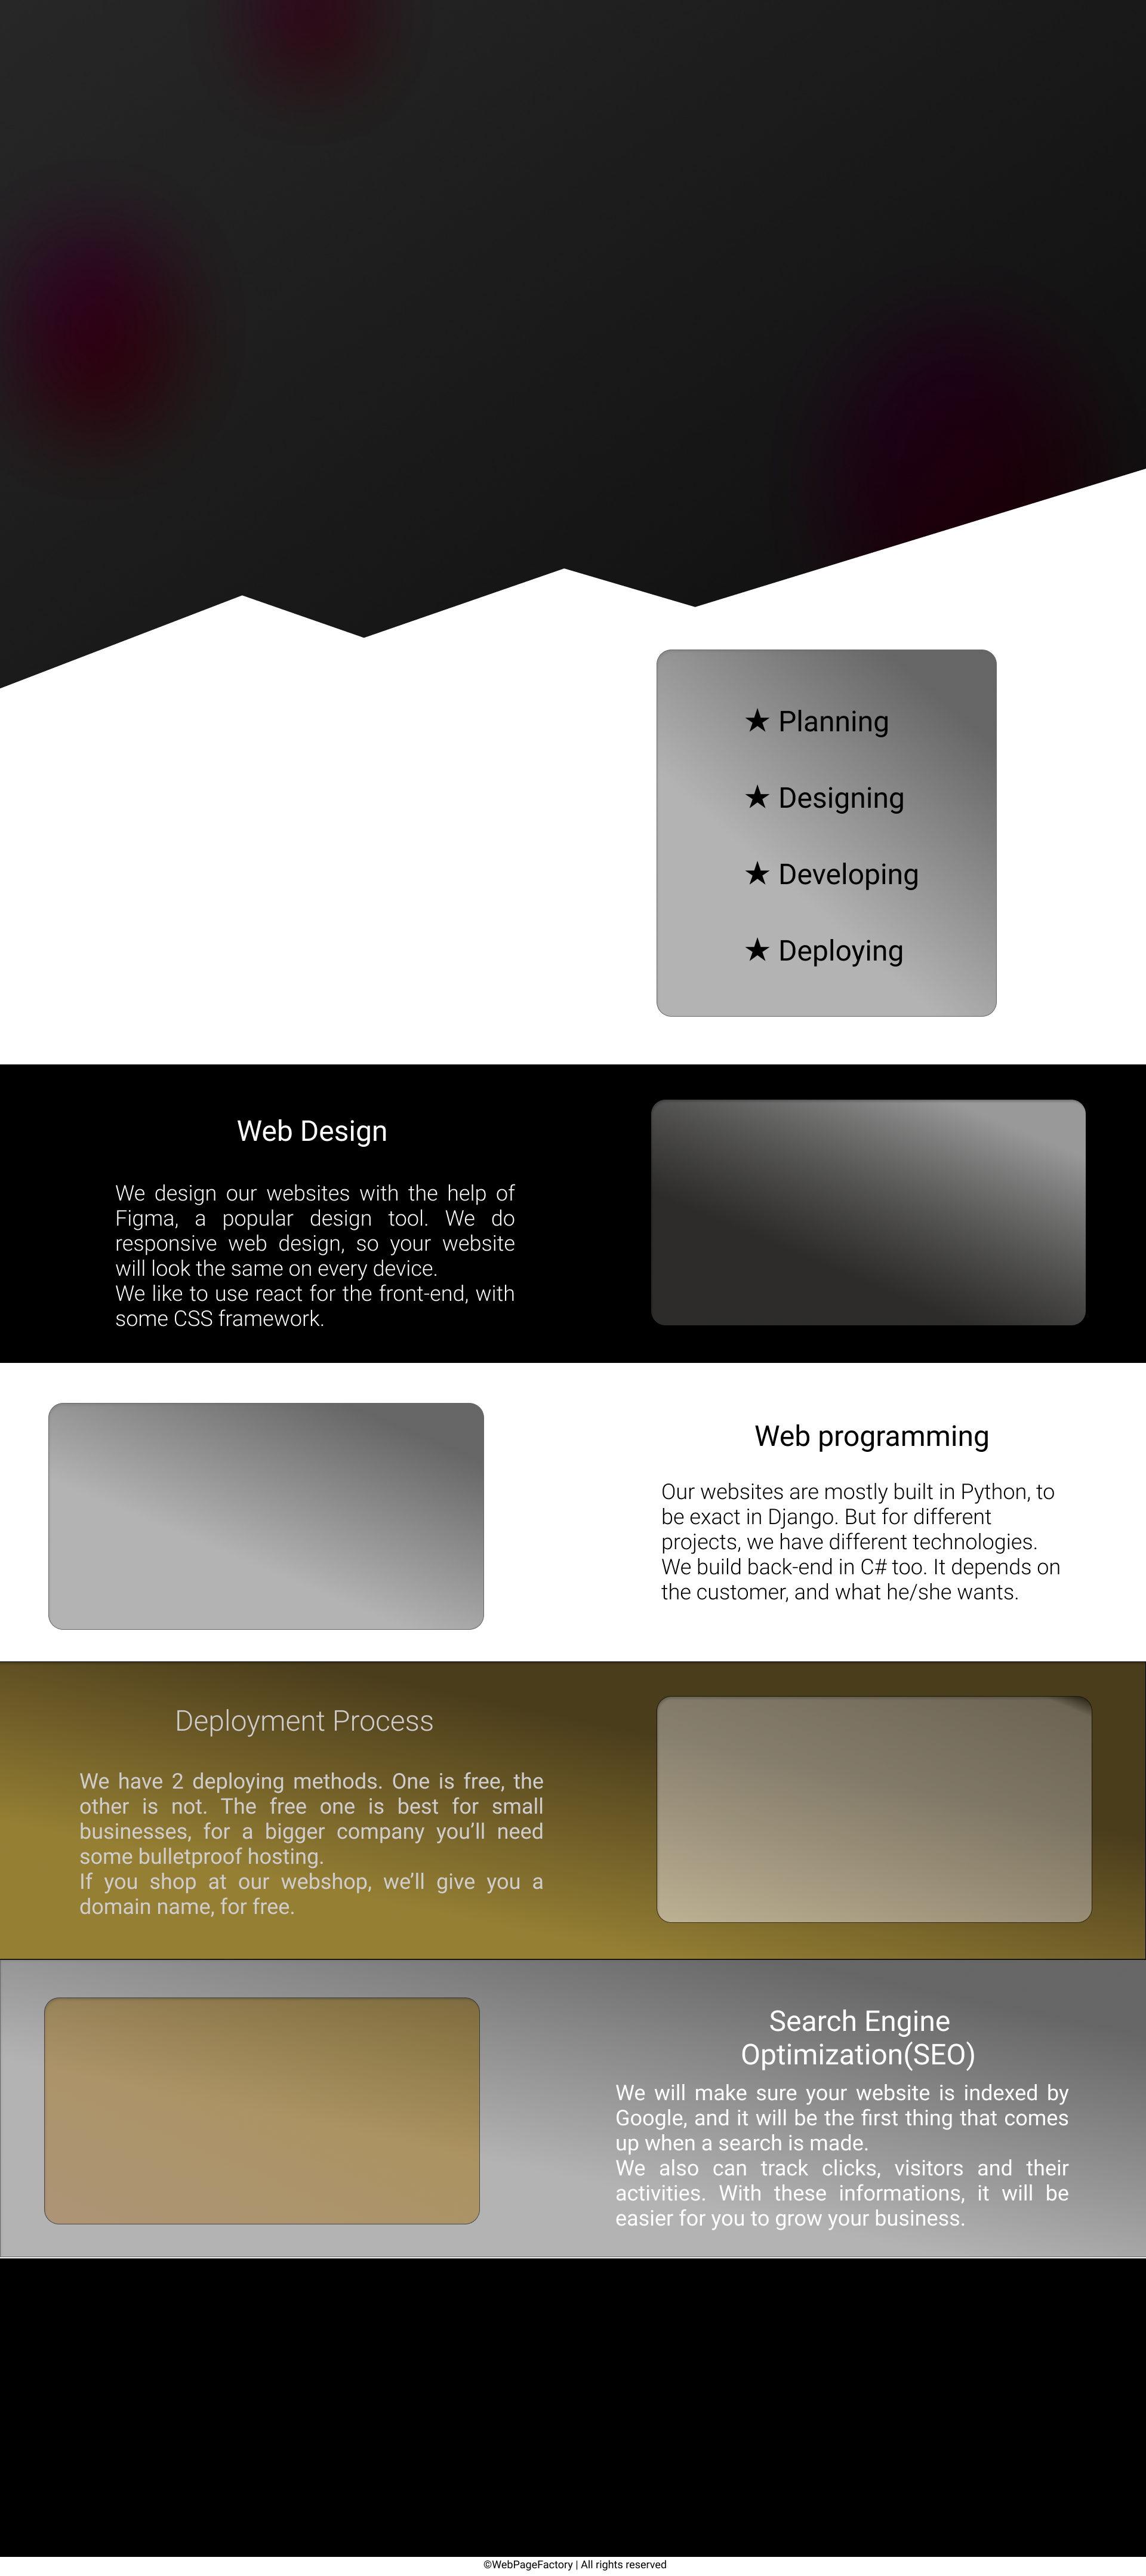 ★ Planning
★ Designing
★ Developing
★ Deploying
Web Design
We design our websites with the help of
Figma, a popular design tool. We do
responsive web design, so your website
will look the same on every device.
We like to use react for the front-end, with
some CSS framework.
Web programming
Our websites are mostly built in Python, to
be exact in Django. But for different
projects, we have different technologies.
We build back-end in C# too. It depends on
the customer, and what he/she wants.
Deployment Process
We have 2 deploying methods. One is free, the
other is not. The free one is best for small
businesses, for a bigger company you’ll need
some bulletproof hosting.
If you shop at our webshop, we’ll give you a
domain name, for free.
Search Engine
Optimization(SEO)
We will make sure your website is indexed by
Google, and it will be the first thing that comes
up when a search is made.
We also can track clicks, visitors and their
activities. With these informations, it will be
easier for you to grow your business.
©WebPageFactory | All rights reserved